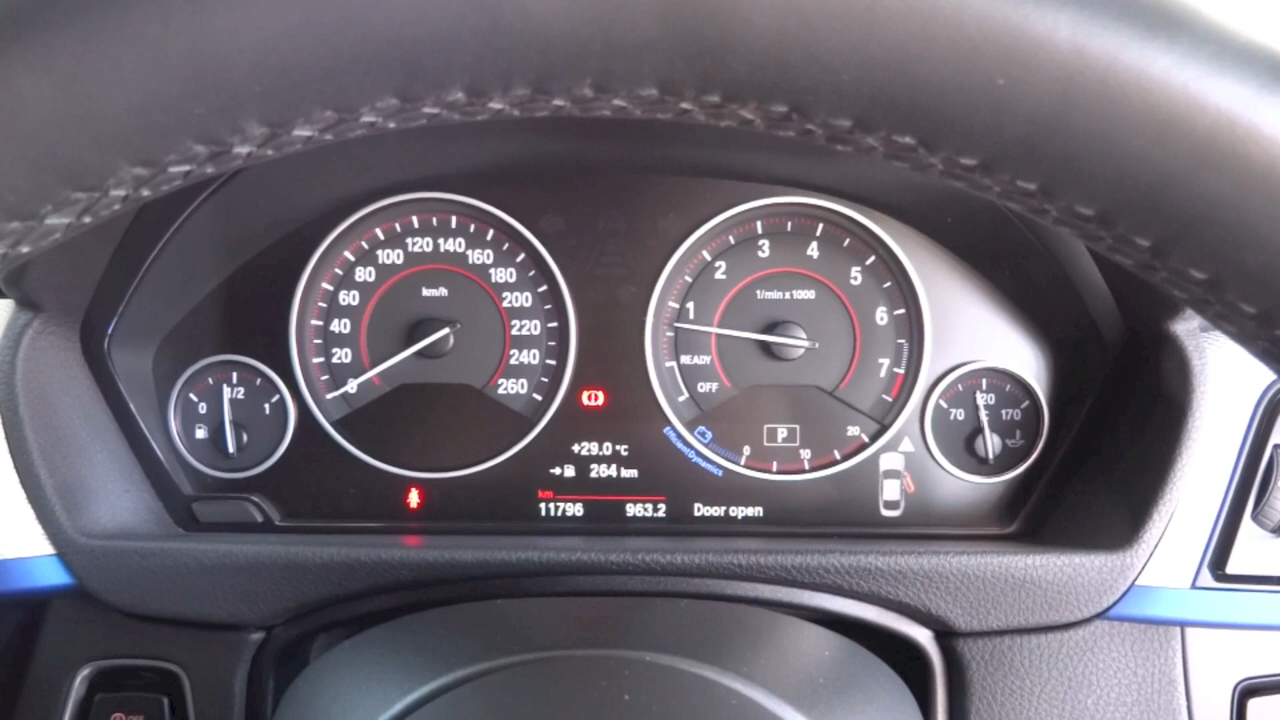 0 20 40 60 80 100 120 140 160 180 200 220 240 260
km/h
OFF READY 1 2 3 4 5 6 7
1/min x 1000
0 1/2 1
70 120 170
°C
P
0 10 20
EfficientDynamics
+29.0 °C
264 km
km
11796 963.2 Door open
OFF